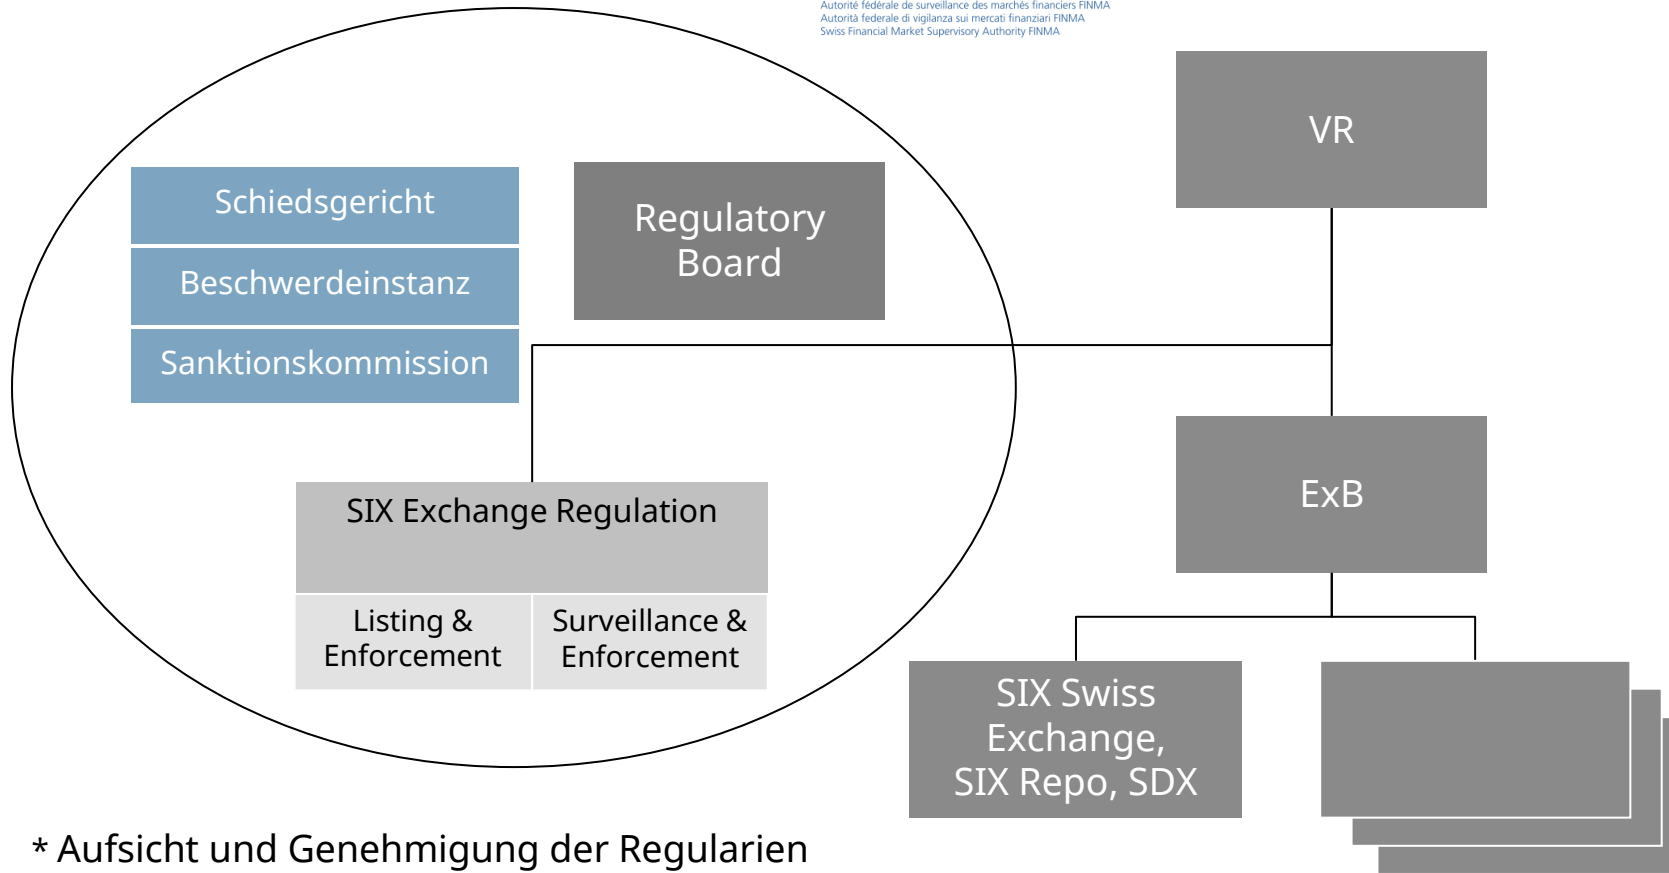 Autorité fédérale de surveillance des marchés financiers FINMA
Autorità federale di vigilanza sui mercati finanziari FINMA
Swiss Financial Market Supervisory Authority FINMA
VR
Schiedsgericht
Beschwerdeinstanz
Sanktionskommission
Regulatory
Board
ExB
SIX Exchange Regulation
Listing &
Enforcement
Surveillance &
Enforcement
SIX Swiss
Exchange,
SIX Repo, SDX
* Aufsicht und Genehmigung der Regularien